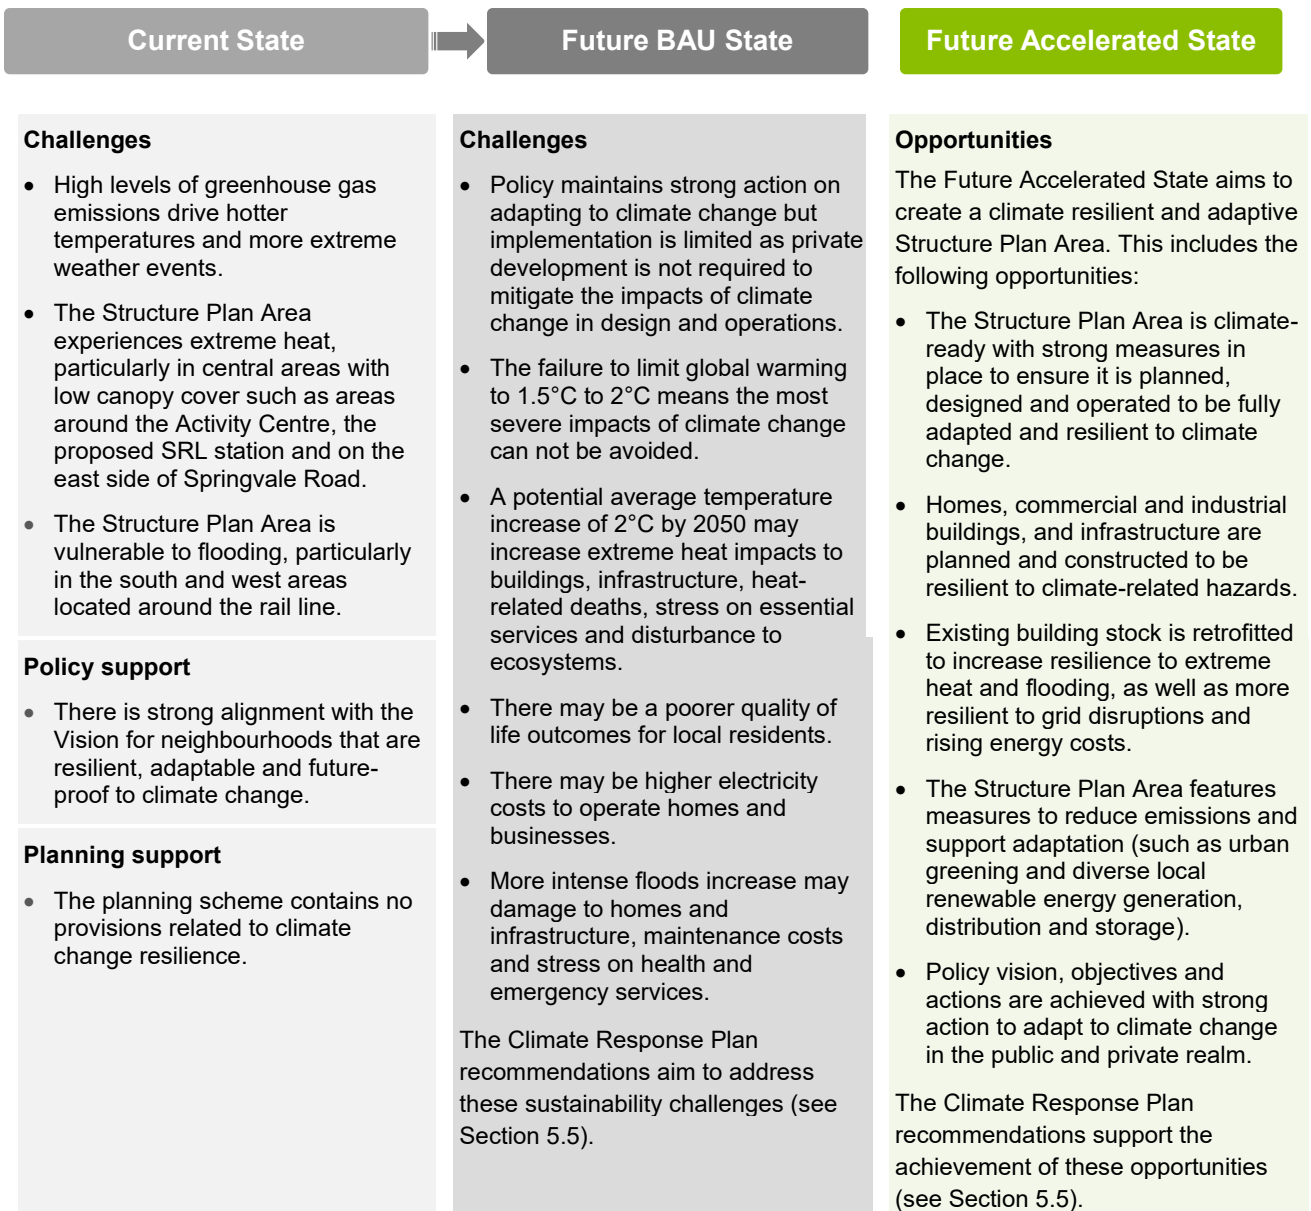 Current State
Future BAU State
Future Accelerated State
Challenges
• High levels of greenhouse gas
emissions drive hotter
temperatures and more extreme
weather events.
• The Structure Plan Area
experiences extreme heat,
particularly in central areas with
low canopy cover such as areas
around the Activity Centre, the
proposed SRL station and on the
east side of Springvale Road.
• The Structure Plan Area is
vulnerable to flooding, particularly
in the south and west areas
located around the rail line.
Policy support
• There is strong alignment with the
Vision for neighbourhoods that are
resilient, adaptable and future-
proof to climate change.
Planning support
• The planning scheme contains no
provisions related to climate
change resilience.
Challenges
• Policy maintains strong action on
adapting to climate change but
implementation is limited as private
development is not required to
mitigate the impacts of climate
change in design and operations.
• The failure to limit global warming
to 1.5°C to 2°C means the most
severe impacts of climate change
can not be avoided.
• A potential average temperature
increase of 2°C by 2050 may
increase extreme heat impacts to
buildings, infrastructure, heat-
related deaths, stress on essential
services and disturbance to
ecosystems.
• There may be a poorer quality of
life outcomes for local residents.
• There may be higher electricity
costs to operate homes and
businesses.
• More intense floods increase may
damage to homes and
infrastructure, maintenance costs
and stress on health and
emergency services.
The Climate Response Plan
recommendations aim to address
these sustainability challenges (see
Section 5.5).
Opportunities
The Future Accelerated State aims to
create a climate resilient and adaptive
Structure Plan Area. This includes the
following opportunities:
• The Structure Plan Area is climate-
ready with strong measures in
place to ensure it is planned,
designed and operated to be fully
adapted and resilient to climate
change.
• Homes, commercial and industrial
buildings, and infrastructure are
planned and constructed to be
resilient to climate-related hazards.
• Existing building stock is retrofitted
to increase resilience to extreme
heat and flooding, as well as more
resilient to grid disruptions and
rising energy costs.
• The Structure Plan Area features
measures to reduce emissions and
support adaptation (such as urban
greening and diverse local
renewable energy generation,
distribution and storage).
• Policy vision, objectives and
actions are achieved with strong
action to adapt to climate change
in the public and private realm.
The Climate Response Plan
recommendations support the
achievement of these opportunities
(see Section 5.5).